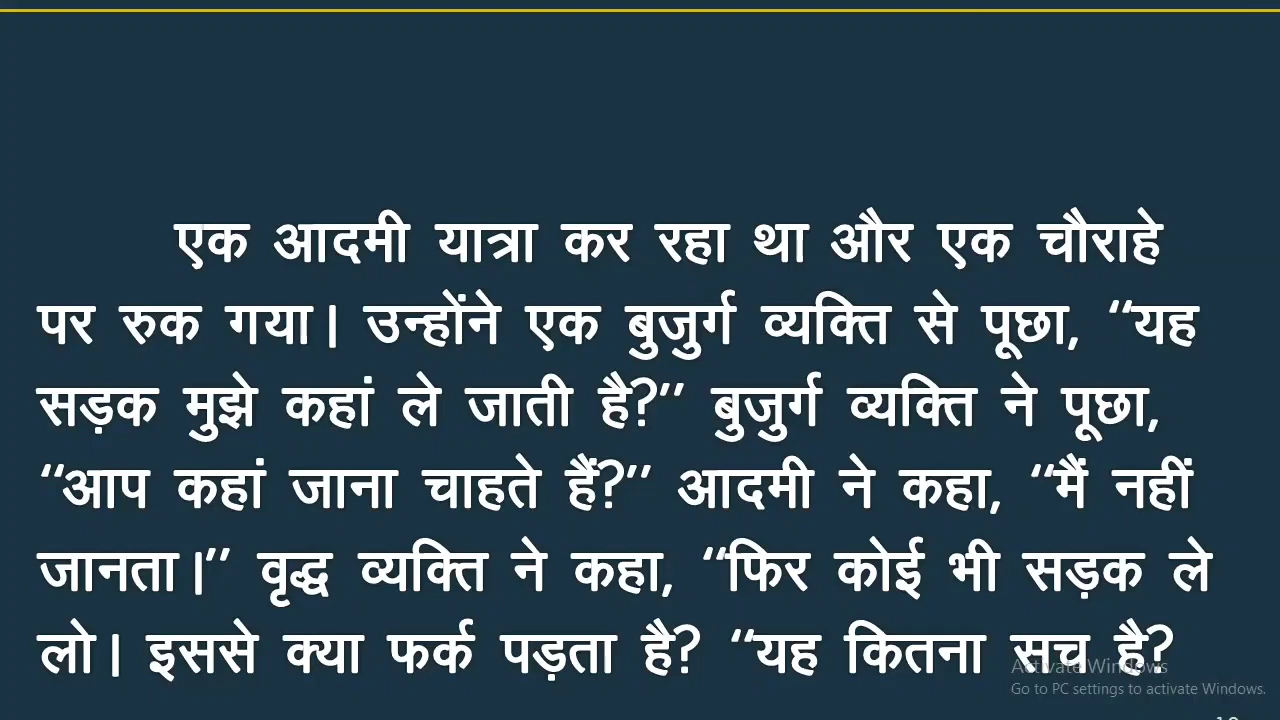 एक आदमी यात्रा कर रहा था और एक चौराहे
पर रुक गया। उन्होंने एक बुजुर्ग व्यक्ति से पूछा, “यह
सड़क मुझे कहां ले जाती है?” बुजुर्ग व्यक्ति ने पूछा,
“आप कहां जाना चाहते हैं?” आदमी ने कहा, “मैं नहीं
जानता।” वृद्ध व्यक्ति ने कहा, “फिर कोई भी सड़क ले
लो। इससे क्या फर्क पड़ता है? “यह कितना सच है?
Activate Windows
Go to PC settings to activate Windows.